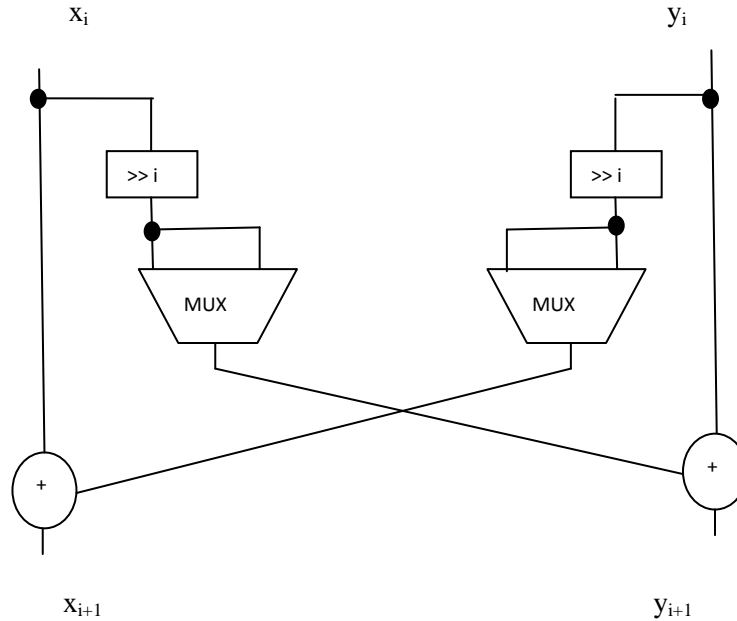 xᵢ yᵢ
>> i >> i
MUX MUX
+ +
xᵢ₊₁ yᵢ₊₁